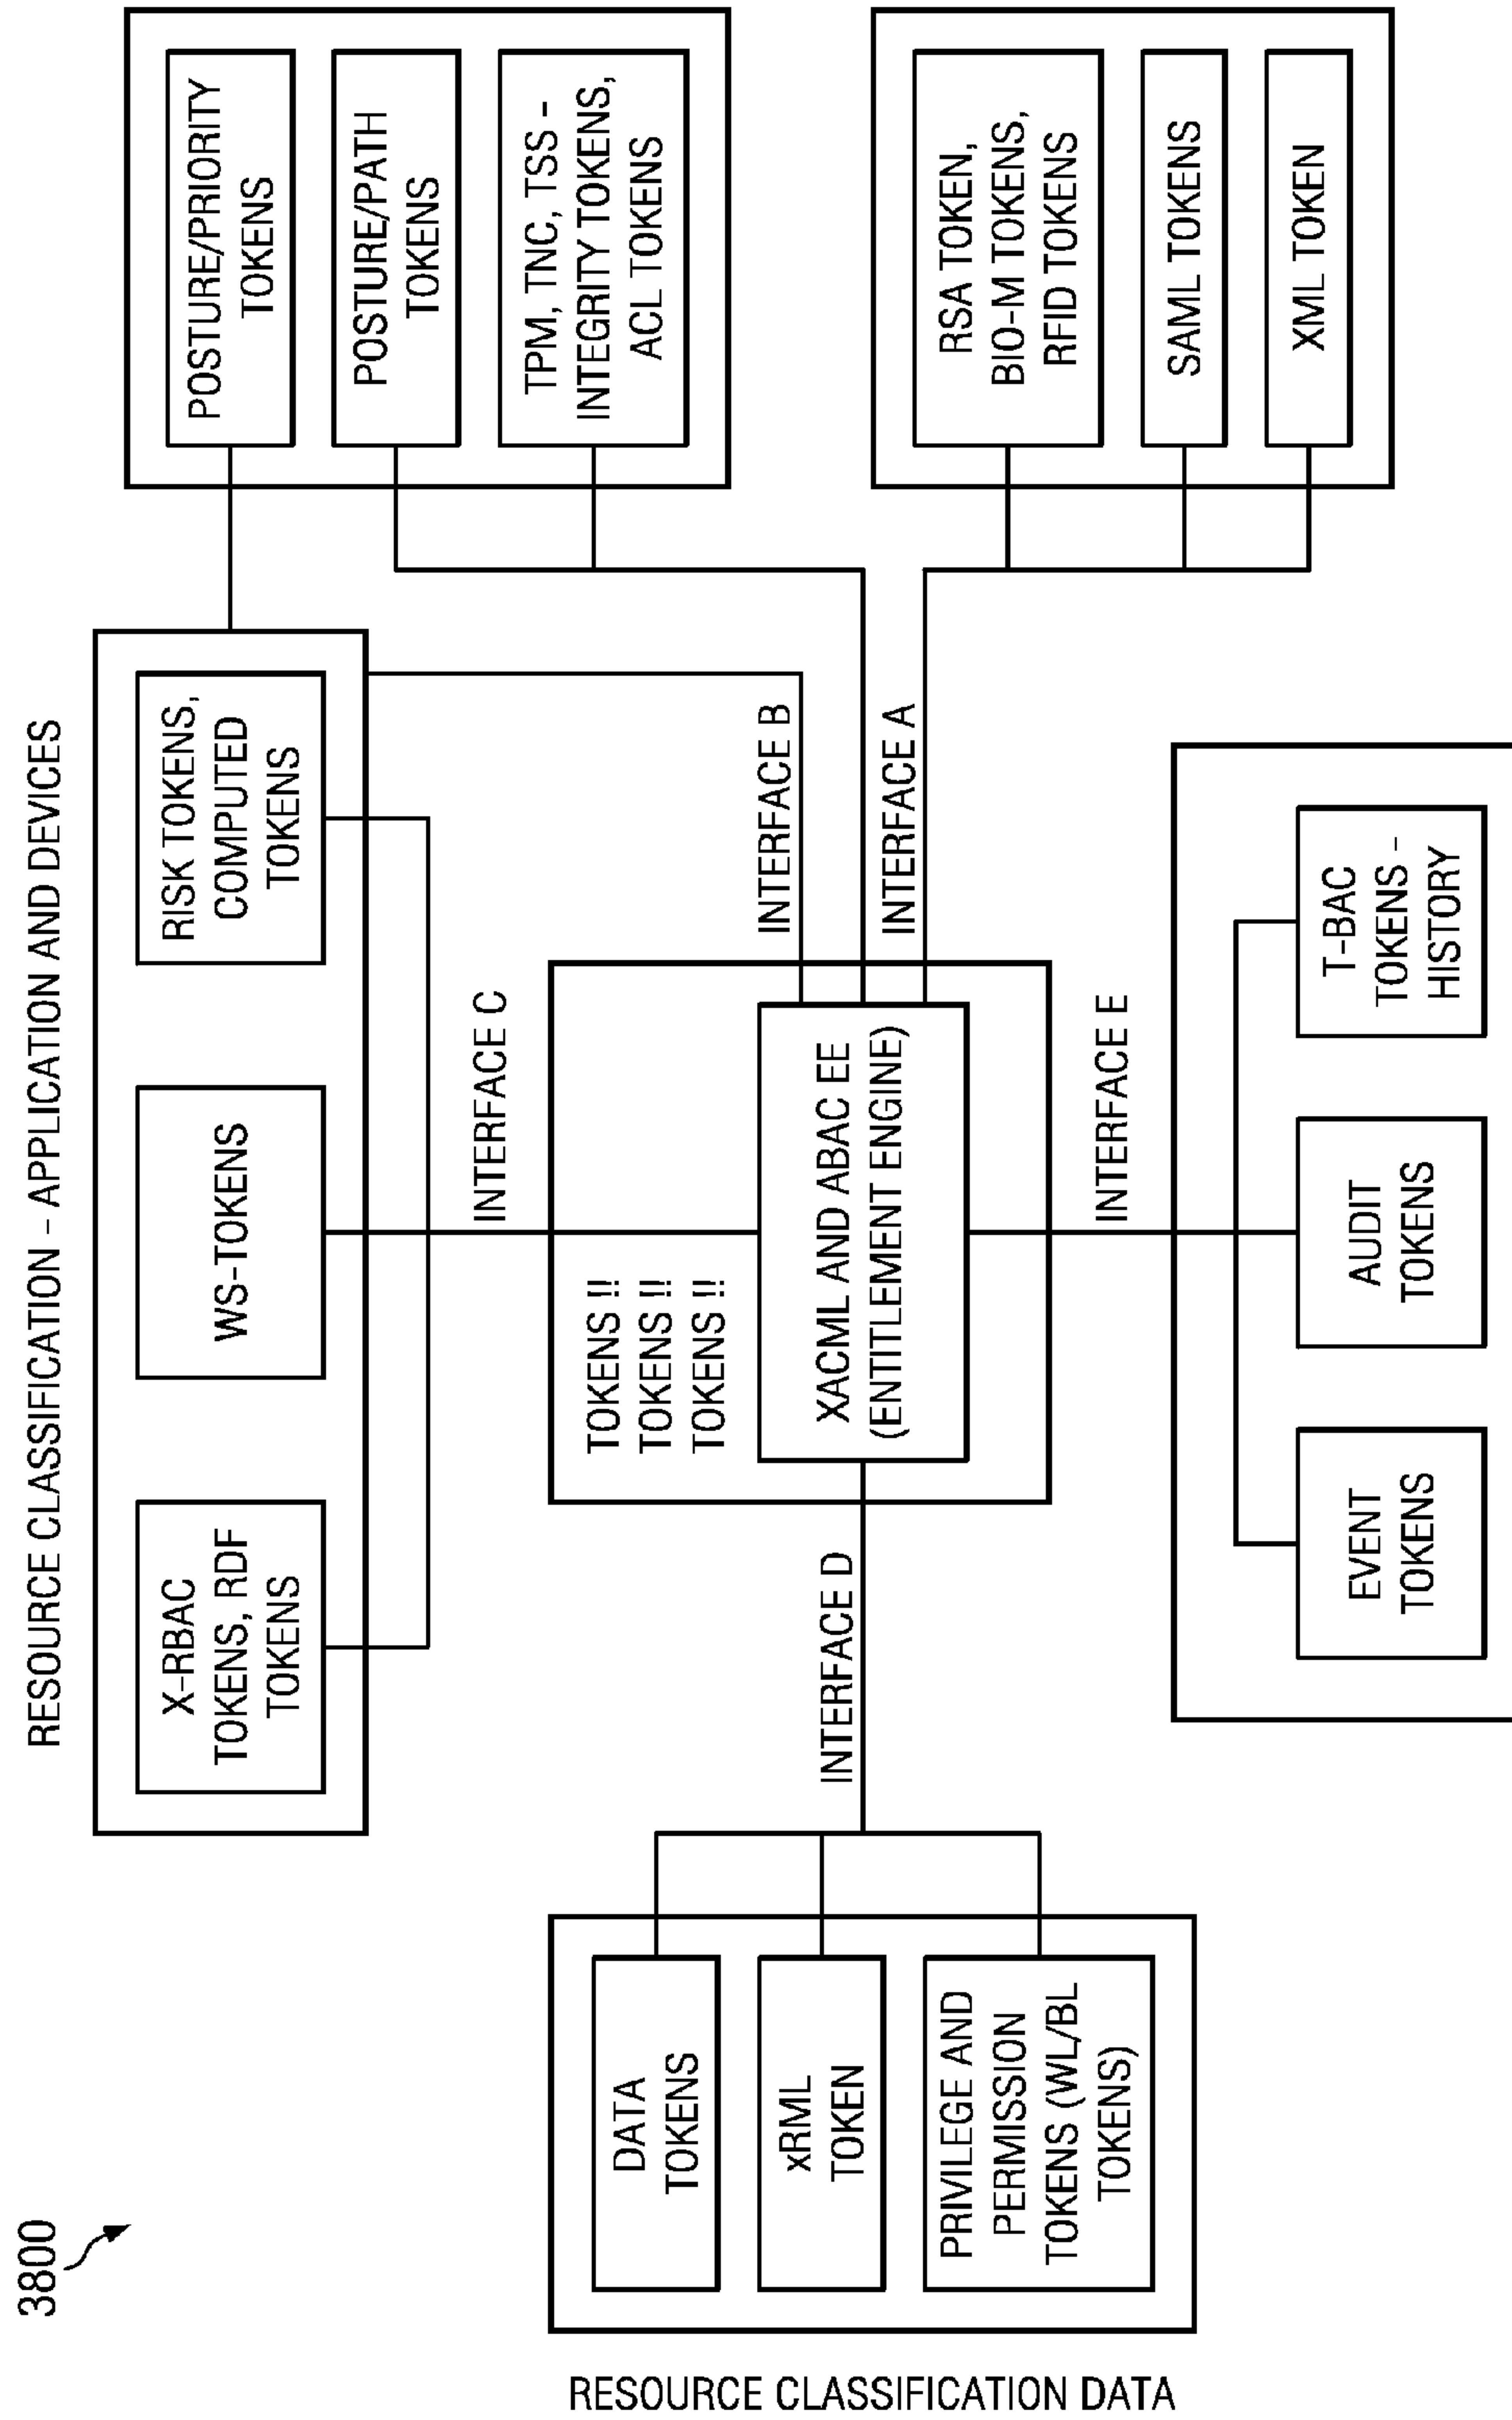 3800
RESOURCE CLASSIFICATION - APPLICATION AND DEVICES
X-RBAC
TOKENS, RDF
TOKENS
WS-TOKENS
RISK TOKENS,
COMPUTED
TOKENS
POSTURE/PRIORITY
TOKENS
POSTURE/PATH
TOKENS
TPM, TNC, TSS -
INTEGRITY TOKENS,
ACL TOKENS
INTERFACE C
INTERFACE B
INTERFACE A
TOKENS !!
TOKENS !!
TOKENS !!
XACML AND ABAC EE
(ENTITLEMENT ENGINE)
INTERFACE D
INTERFACE E
RESOURCE CLASSIFICATION DATA
DATA
TOKENS
xRML
TOKEN
PRIVILEGE AND
PERMISSION
TOKENS (WL/BL
TOKENS)
RSA TOKEN,
BIO-M TOKENS,
RFID TOKENS
SAML TOKENS
XML TOKEN
EVENT
TOKENS
AUDIT
TOKENS
T-BAC
TOKENS -
HISTORY